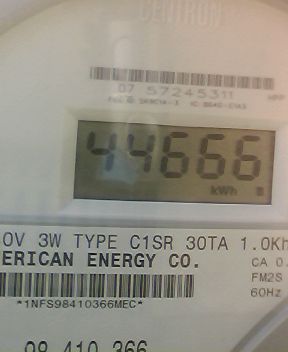 CENTRON
07 57245311
44666
kWh
0V 3W TYPE C1SR 30TA 1.0Kh
ERICAN ENERGY CO.
CA 0.
FM2S
60Hz
*1NFS98410366MEC*
98 410 366